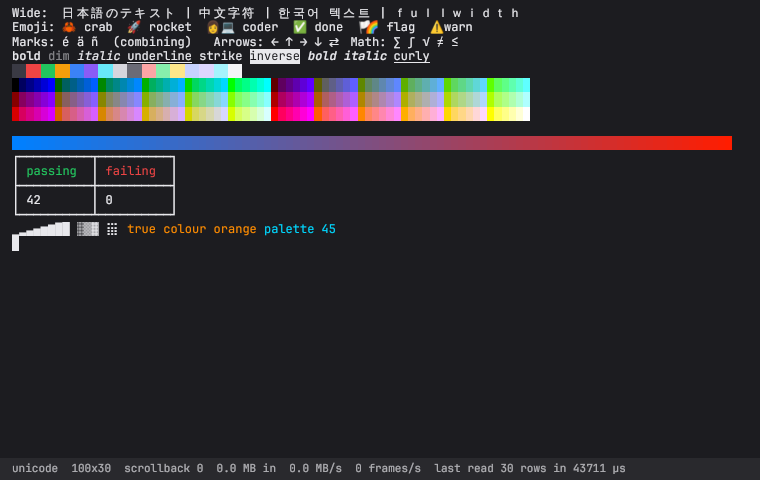 Wide: 日本語のテキスト | 中文字符 | 한국어 텍스트 | ｆｕｌｌｗｉｄｔｈ
Emoji: 🦀 crab 🚀 rocket 👩💻 coder ✅ done 🏳🌈 flag ⚠️warn
Marks: é ä ñ (combining) Arrows: ← ↑ → ↓ ⇄ Math: ∑ ∫ √ ≠ ≤
bold dim italic underline strike inverse bold italic curly
passing failing
42 0
▁▂▃▄▅▆▇█ ░▒▓ ⣿ true colour orange palette 45
unicode 100x30 scrollback 0 0.0 MB in 0.0 MB/s 0 frames/s last read 30 rows in 43711 µs